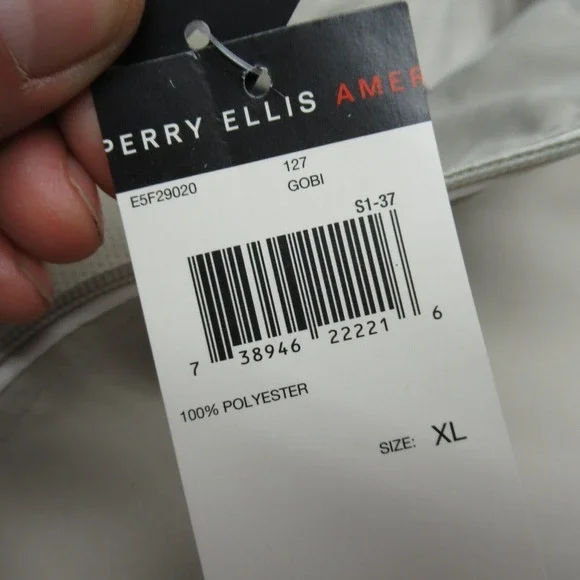 PERRY ELLIS AMER
127
E5F29020
GOBI
S1-37
7 38946 22221 6
100% POLYESTER
SIZE: XL